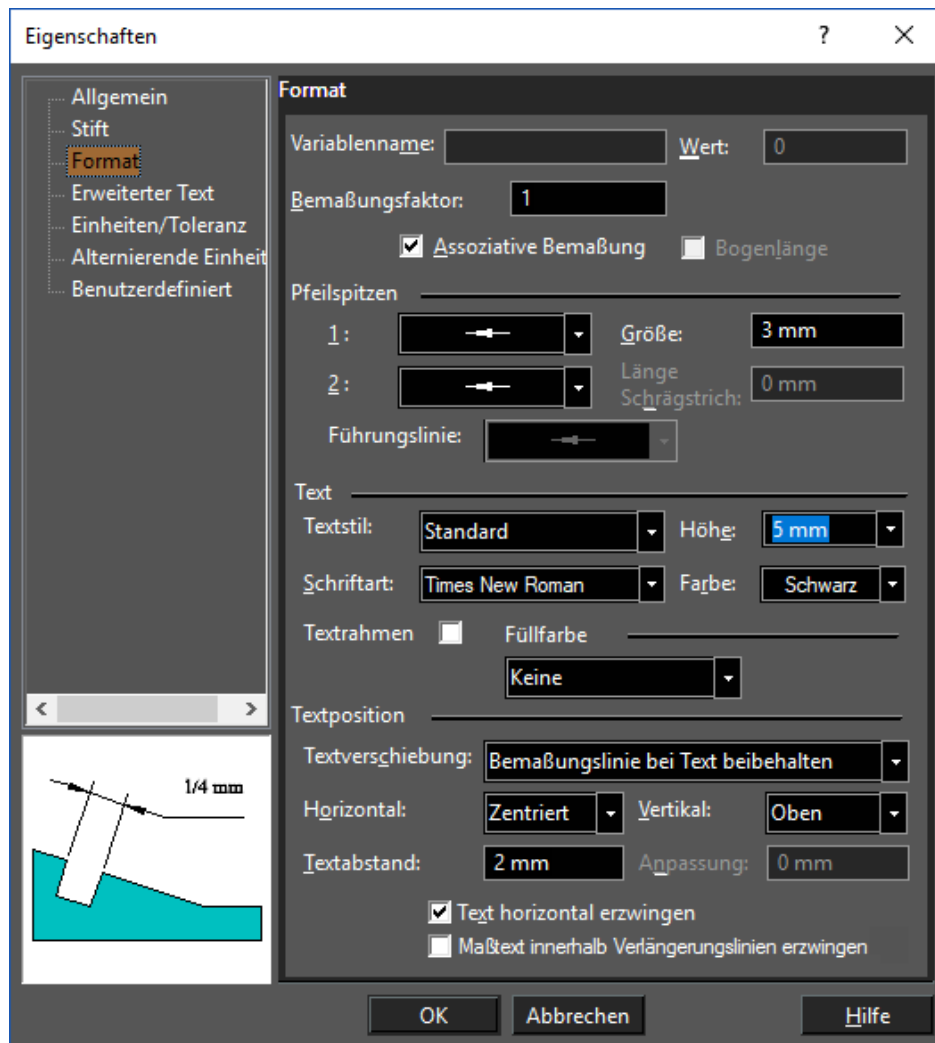 Eigenschaften ?
Allgemein
Stift
Format
Erweiterter Text
Einheiten/Toleranz
Alternierende Einheit
Benutzerdefiniert
1/4 mm
Format
Variablenname: Wert: 0
Bemaßungsfaktor: 1
Assoziative Bemaßung Bogenlänge
Pfeilspitzen
1: Größe: 3 mm
2: Länge Schrägstrich: 0 mm
Führungslinie:
Text
Textstil: Standard Höhe: 5 mm
Schriftart: Times New Roman Farbe: Schwarz
Textrahmen Füllfarbe
Keine
Textposition
Textverschiebung: Bemaßungslinie bei Text beibehalten
Horizontal: Zentriert Vertikal: Oben
Textabstand: 2 mm Anpassung: 0 mm
Text horizontal erzwingen
Maßtext innerhalb Verlängerungslinien erzwingen
OK Abbrechen Hilfe